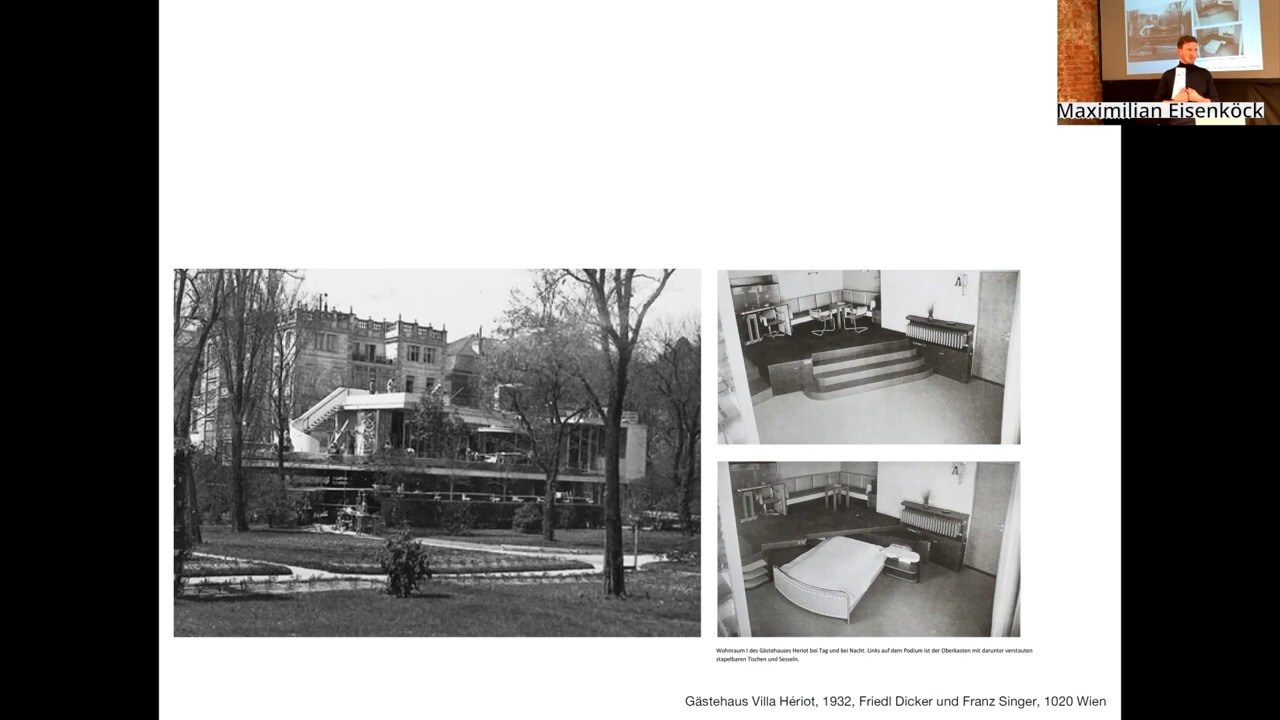 Maximilian Eisenköck
Wohnraum I des Gästehauses Heriot bei Tag und bei Nacht. Links auf dem Podium ist der Oberkasten mit darunter verstauten
stapelbaren Tischen und Sesseln.
Gästehaus Villa Hériot, 1932, Friedl Dicker und Franz Singer, 1020 Wien